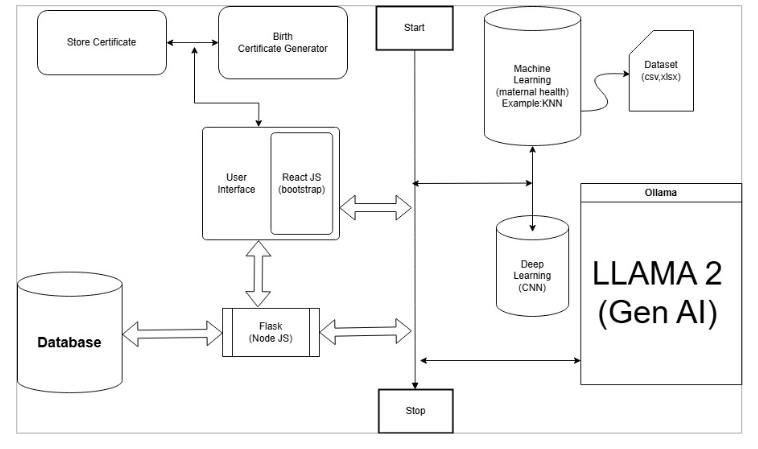 Store Certificate
Birth
Certificate Generator
Start
Machine
Learning
(maternal health)
Example:KNN
Dataset
(csv,xlsx)
User
Interface
React JS
(bootstrap)
Ollama
LLAMA 2
(Gen AI)
Deep
Learning
(CNN)
Database
Flask
(Node JS)
Stop